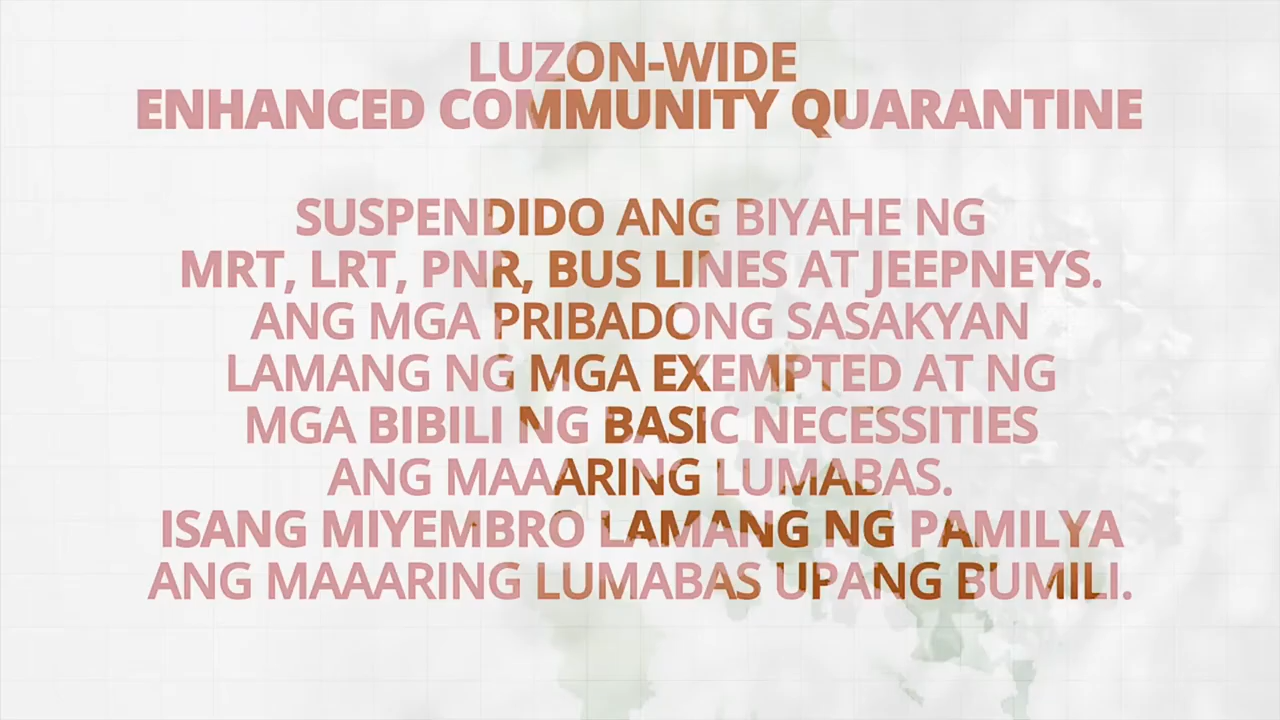 LUZON-WIDE
ENHANCED COMMUNITY QUARANTINE
SUSPENDIDO ANG BIYAHE NG
MRT, LRT, PNR, BUS LINES AT JEEPNEYS.
ANG MGA PRIBADONG SASAKYAN
LAMANG NG MGA EXEMPTED AT NG
MGA BIBILI NG BASIC NECESSITIES
ANG MAAARING LUMABAS.
ISANG MIYEMBRO LAMANG NG PAMILYA
ANG MAAARING LUMABAS UPANG BUMILI.